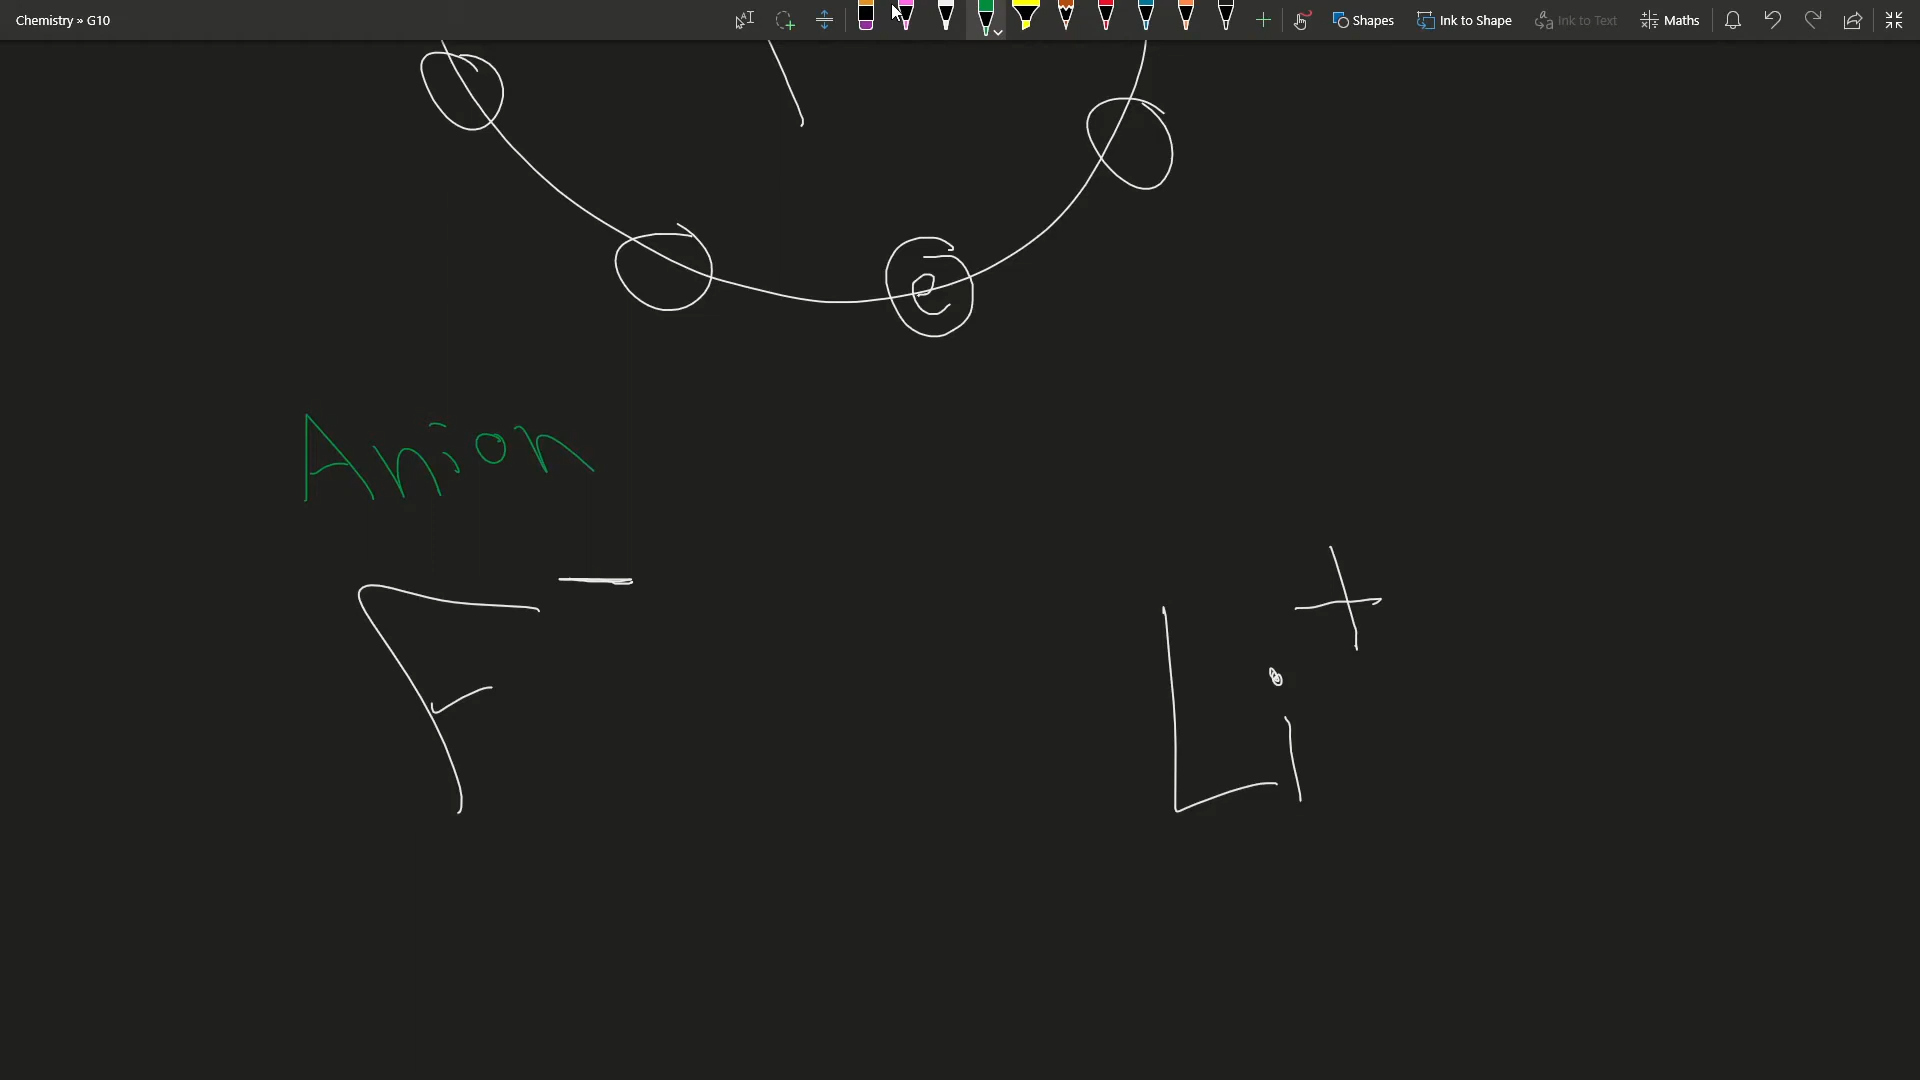 Chemistry » G10
Shapes
Ink to Shape
Ink to Text
Maths
e
Anion
F⁻
Li⁺